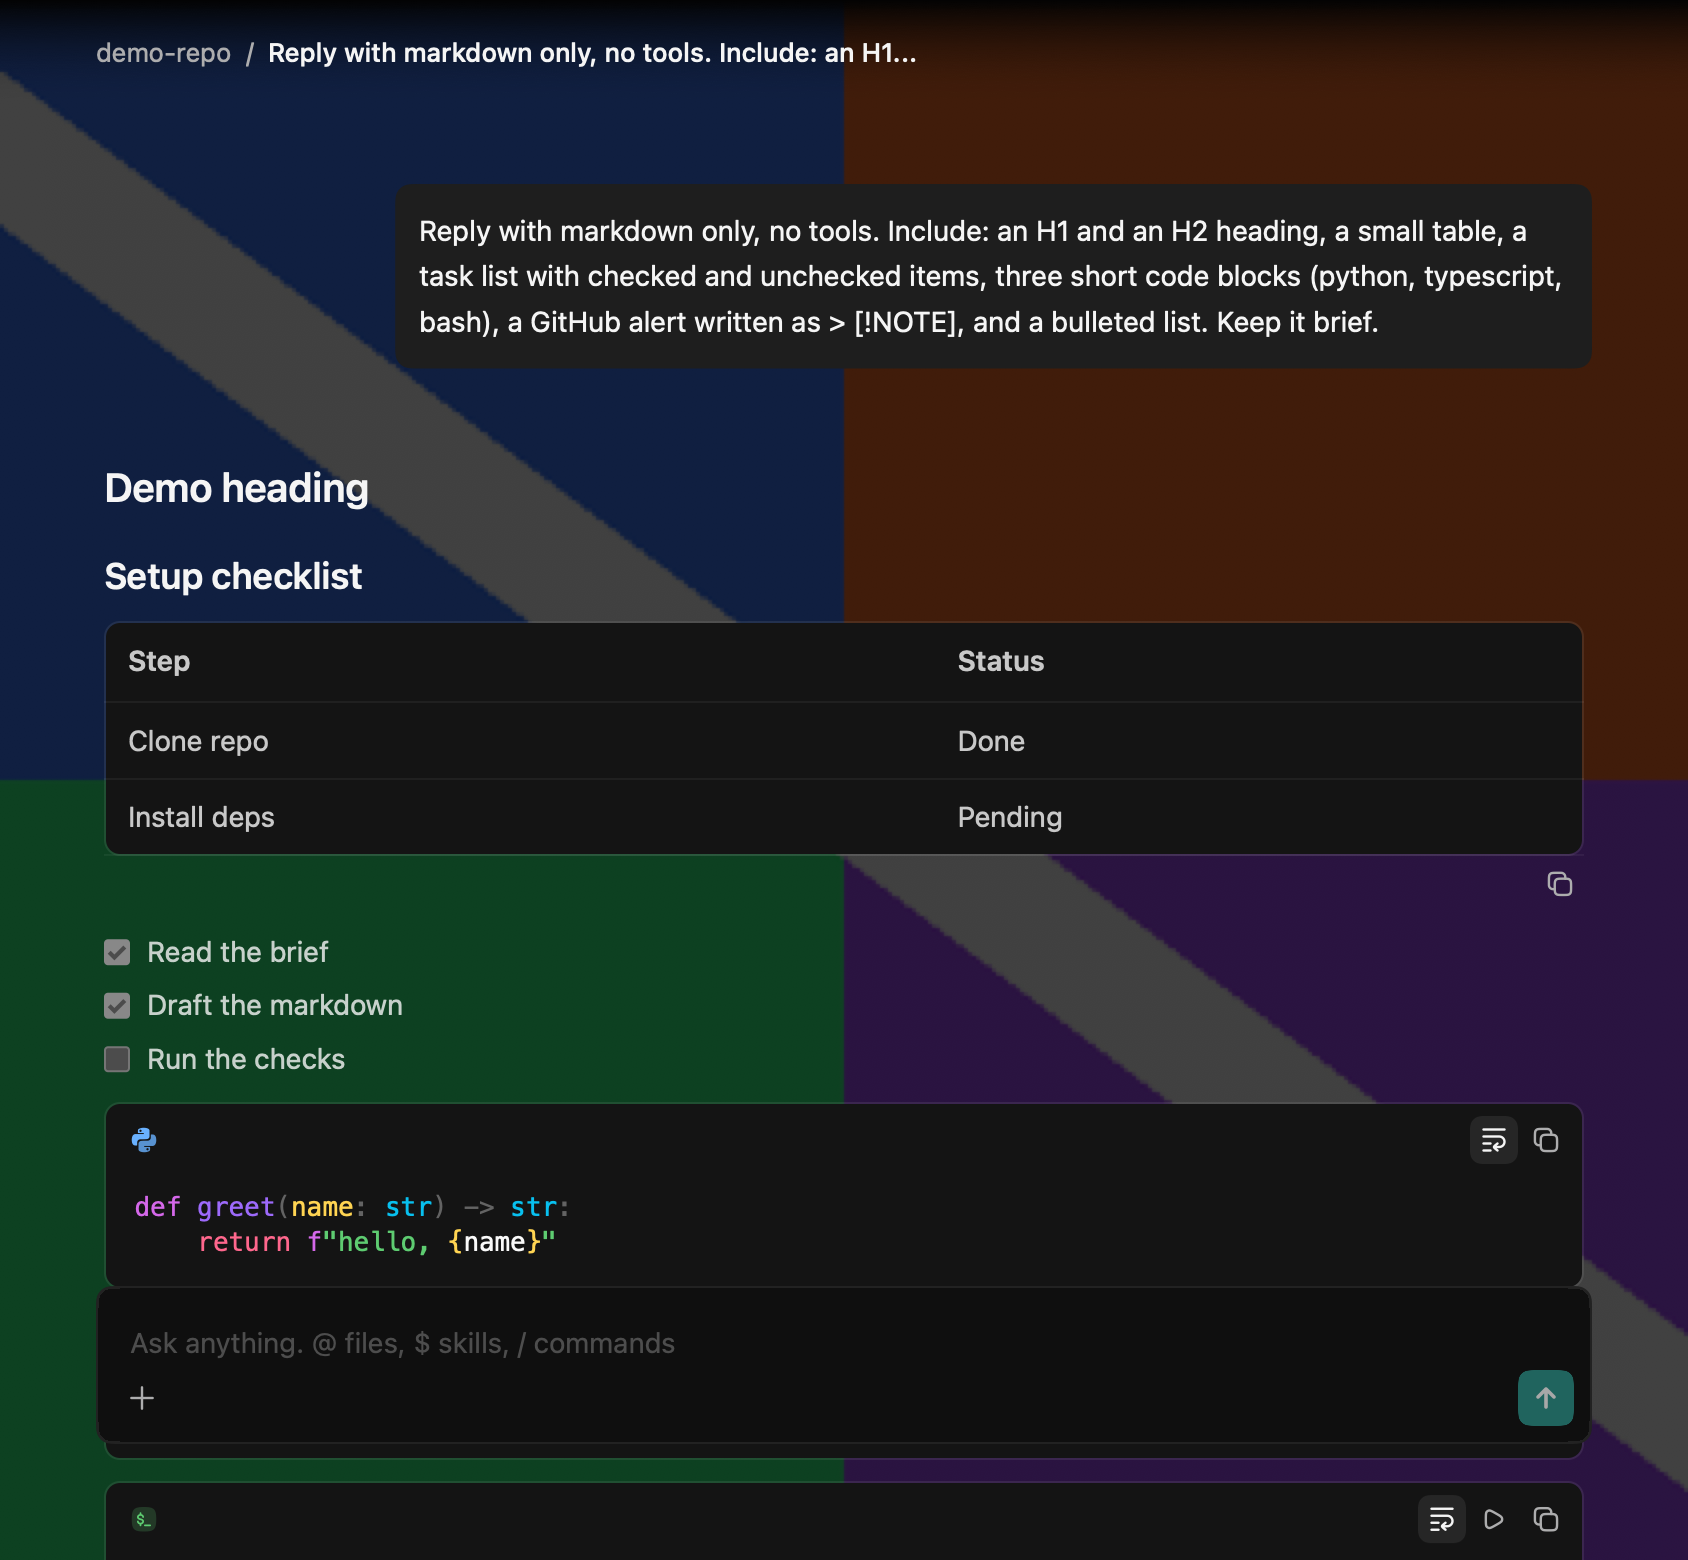 demo-repo / Reply with markdown only, no tools. Include: an H1...
Reply with markdown only, no tools. Include: an H1 and an H2 heading, a small table, a
task list with checked and unchecked items, three short code blocks (python, typescript,
bash), a GitHub alert written as > [!NOTE], and a bulleted list. Keep it brief.
Demo heading
Setup checklist
Step Status
Clone repo Done
Install deps Pending
Read the brief
Draft the markdown
Run the checks
def greet(name: str) -> str:
    return f"hello, {name}"
Ask anything. @ files, $ skills, / commands
$_